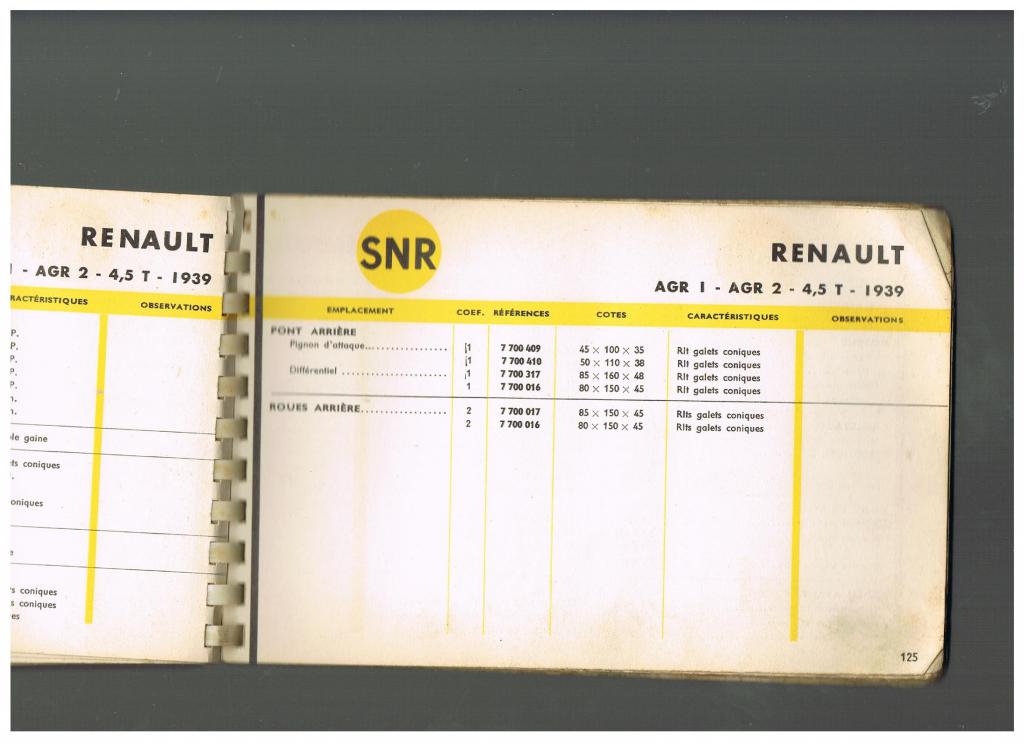 RENAULT
- AGR 2 - 4,5 T - 1939
OBSERVATIONS
P.
P.
P.
P.
P.
gaine
coniques
coniques
coniques
SNR
RENAULT
AGR I - AGR 2 - 4,5 T - 1939
EMPLACEMENT COEF. RÉFÉRENCES COTES CARACTÉRISTIQUES OBSERVATIONS
PONT ARRIÈRE
Pignon d'attaque................... 1 7 700 409 45 × 100 × 35 Rlt galets coniques
1 7 700 410 50 × 110 × 38 Rlt galets coniques
Différentiel ........................ 1 7 700 317 85 × 160 × 48 Rlt galets coniques
1 7 700 016 80 × 150 × 45 Rlt galets coniques
ROUES ARRIÈRE.................... 2 7 700 017 85 × 150 × 45 Rlts galets coniques
2 7 700 016 80 × 150 × 45 Rlts galets coniques
125